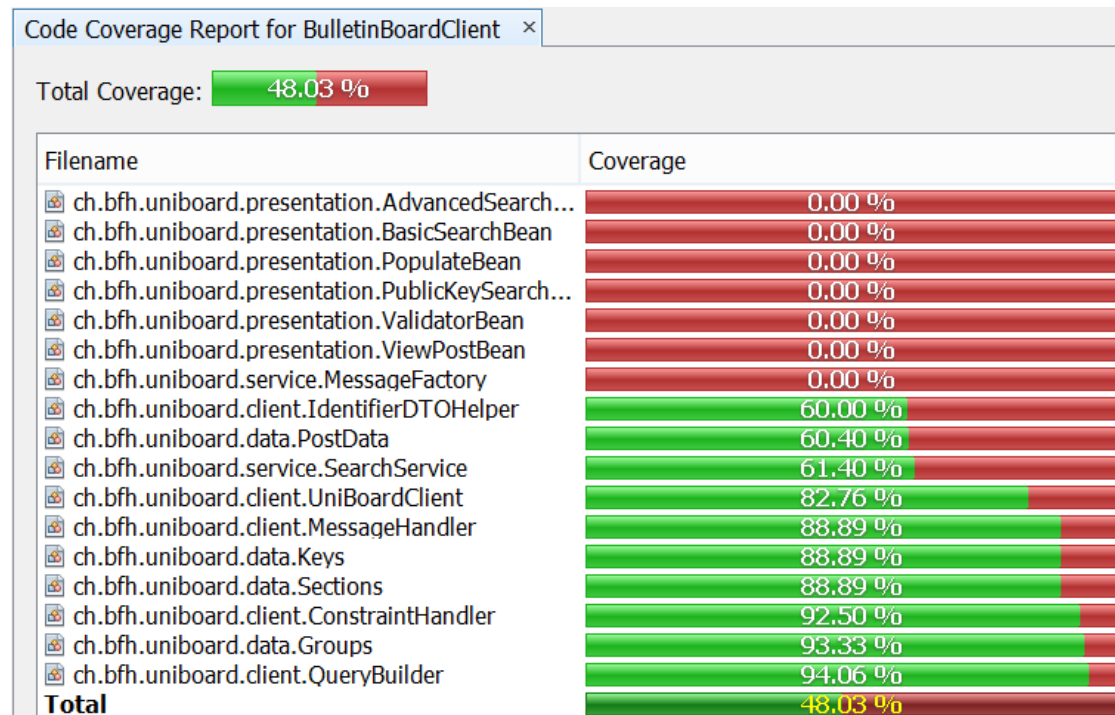 Code Coverage Report for BulletinBoardClient ×
Total Coverage: 48.03 %
Filename Coverage
ch.bfh.uniboard.presentation.AdvancedSearch... 0.00 %
ch.bfh.uniboard.presentation.BasicSearchBean 0.00 %
ch.bfh.uniboard.presentation.PopulateBean 0.00 %
ch.bfh.uniboard.presentation.PublicKeySearch... 0.00 %
ch.bfh.uniboard.presentation.ValidatorBean 0.00 %
ch.bfh.uniboard.presentation.ViewPostBean 0.00 %
ch.bfh.uniboard.service.MessageFactory 0.00 %
ch.bfh.uniboard.client.IdentifierDTOHelper 60.00 %
ch.bfh.uniboard.data.PostData 60.40 %
ch.bfh.uniboard.service.SearchService 61.40 %
ch.bfh.uniboard.client.UniBoardClient 82.76 %
ch.bfh.uniboard.client.MessageHandler 88.89 %
ch.bfh.uniboard.data.Keys 88.89 %
ch.bfh.uniboard.data.Sections 88.89 %
ch.bfh.uniboard.client.ConstraintHandler 92.50 %
ch.bfh.uniboard.data.Groups 93.33 %
ch.bfh.uniboard.client.QueryBuilder 94.06 %
Total 48.03 %